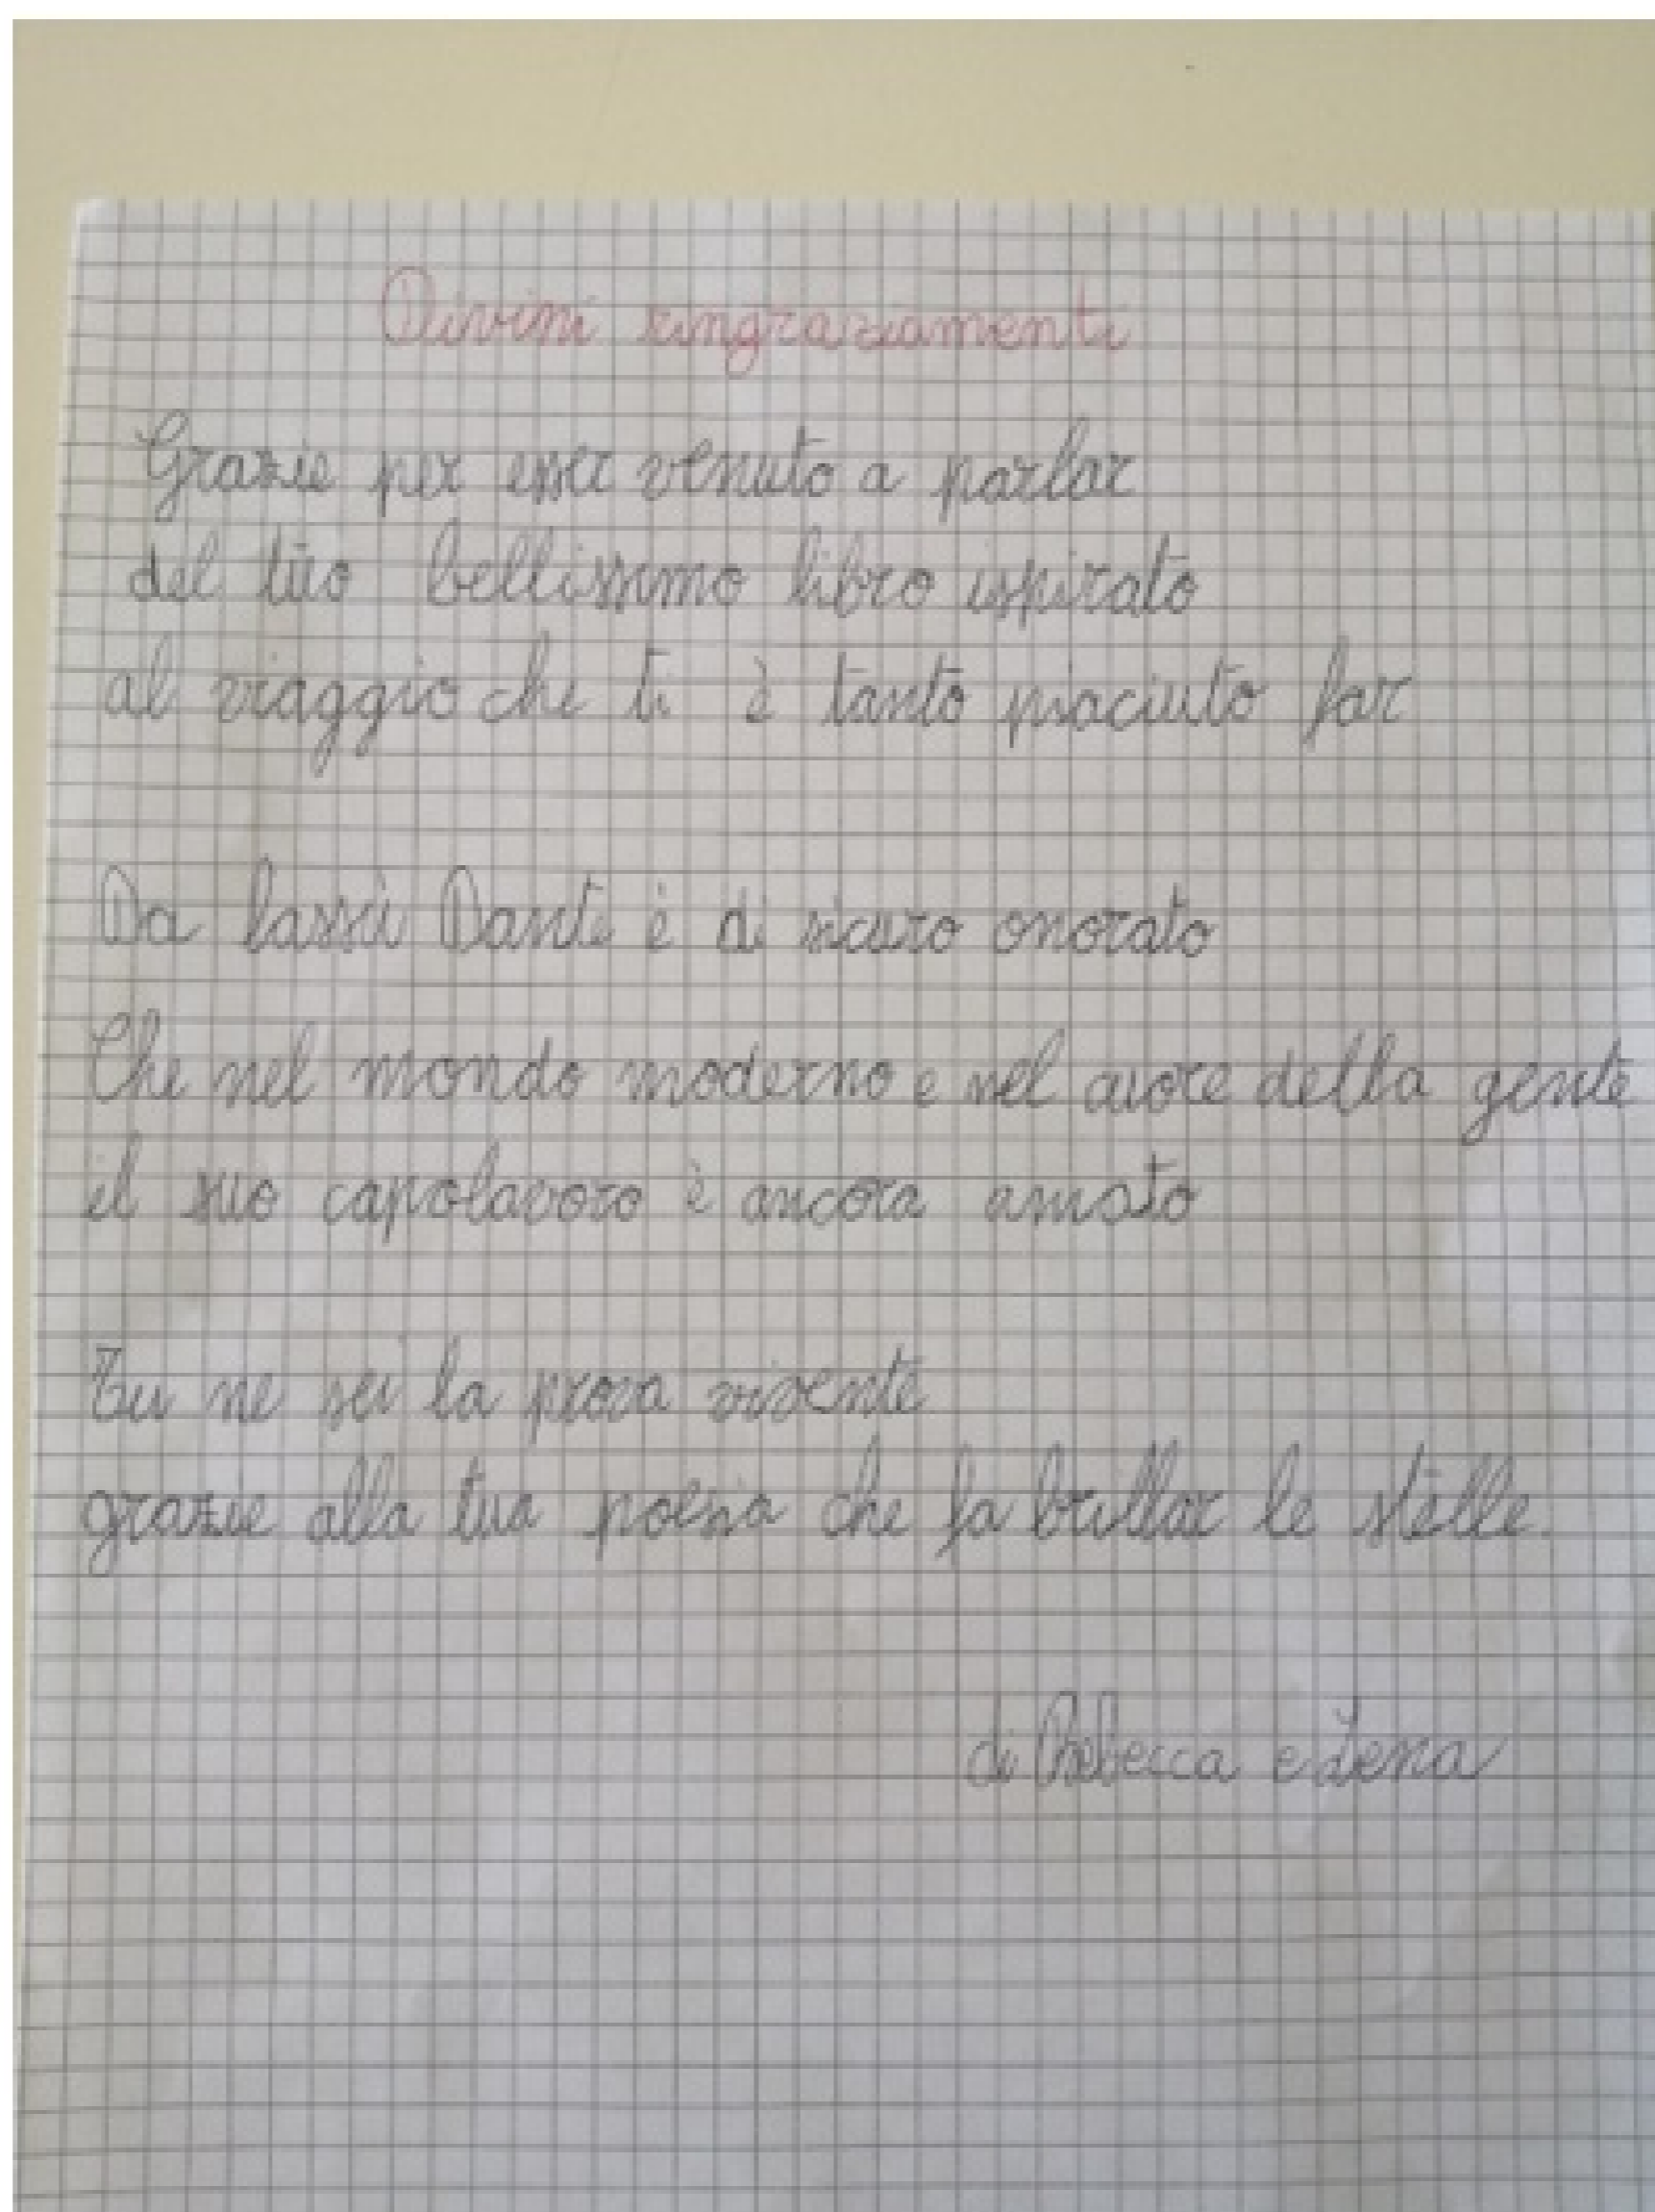 Divini ringraziamenti
Grazie per esser venuto a parlar
del tuo bellissimo libro ispirato
al viaggio che ti è tanto piaciuto far
Da lassù Dante è di sicuro onorato
Che nel mondo moderno e nel cuore della gente
il suo capolavoro è ancora amato
Tu ne sei la prova vivente
grazie alla tua poesia che fa brillar le stelle.
di Rebecca e